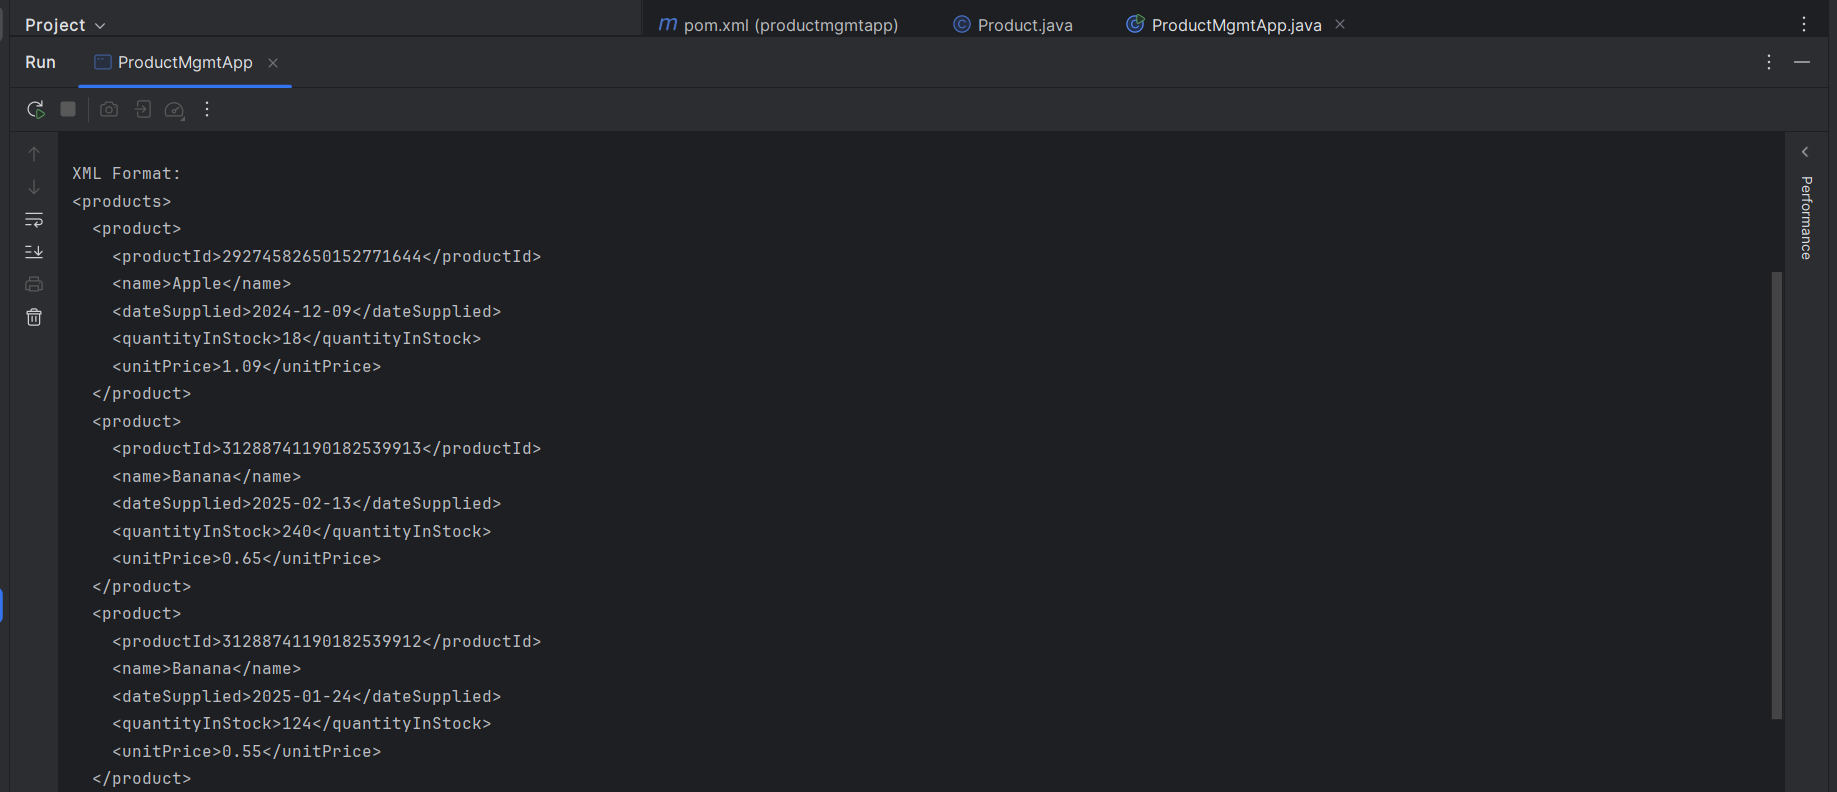 Project
pom.xml (productmgmtapp) Product.java ProductMgmtApp.java
Run ProductMgmtApp
XML Format:
<products>
  <product>
    <productId>29274582650152771644</productId>
    <name>Apple</name>
    <dateSupplied>2024-12-09</dateSupplied>
    <quantityInStock>18</quantityInStock>
    <unitPrice>1.09</unitPrice>
  </product>
  <product>
    <productId>31288741190182539913</productId>
    <name>Banana</name>
    <dateSupplied>2025-02-13</dateSupplied>
    <quantityInStock>240</quantityInStock>
    <unitPrice>0.65</unitPrice>
  </product>
  <product>
    <productId>31288741190182539912</productId>
    <name>Banana</name>
    <dateSupplied>2025-01-24</dateSupplied>
    <quantityInStock>124</quantityInStock>
    <unitPrice>0.55</unitPrice>
  </product>
Performance